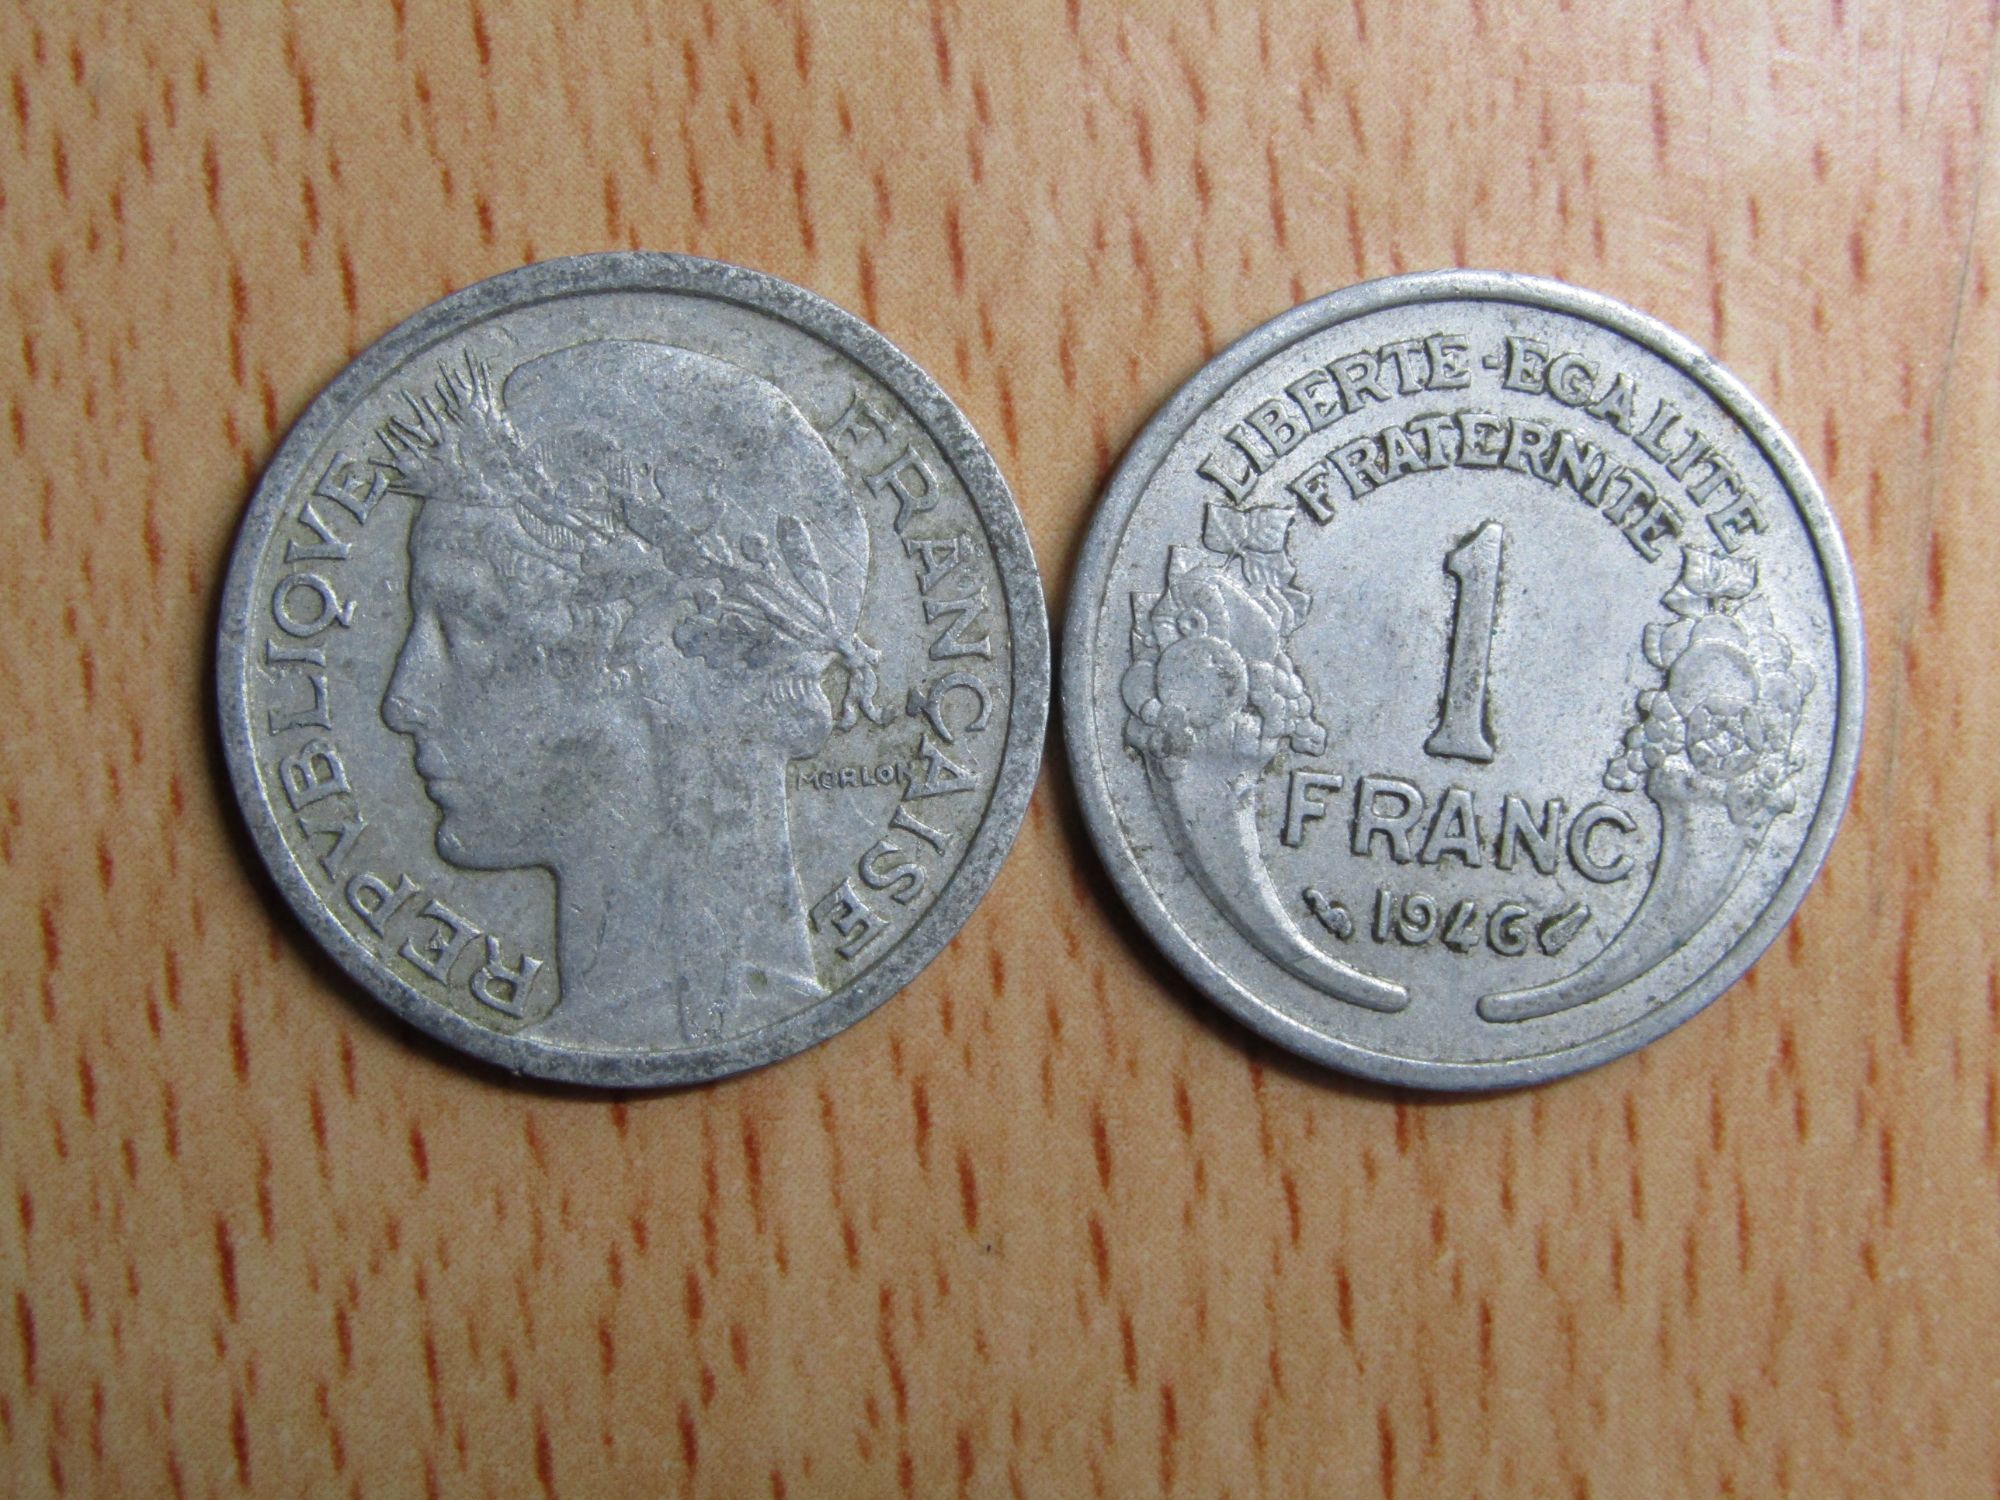 REPVBLIQVE
FRANÇAISE
MORLON
LIBERTE-EGALITE
FRATERNITE
1
FRANC
1946